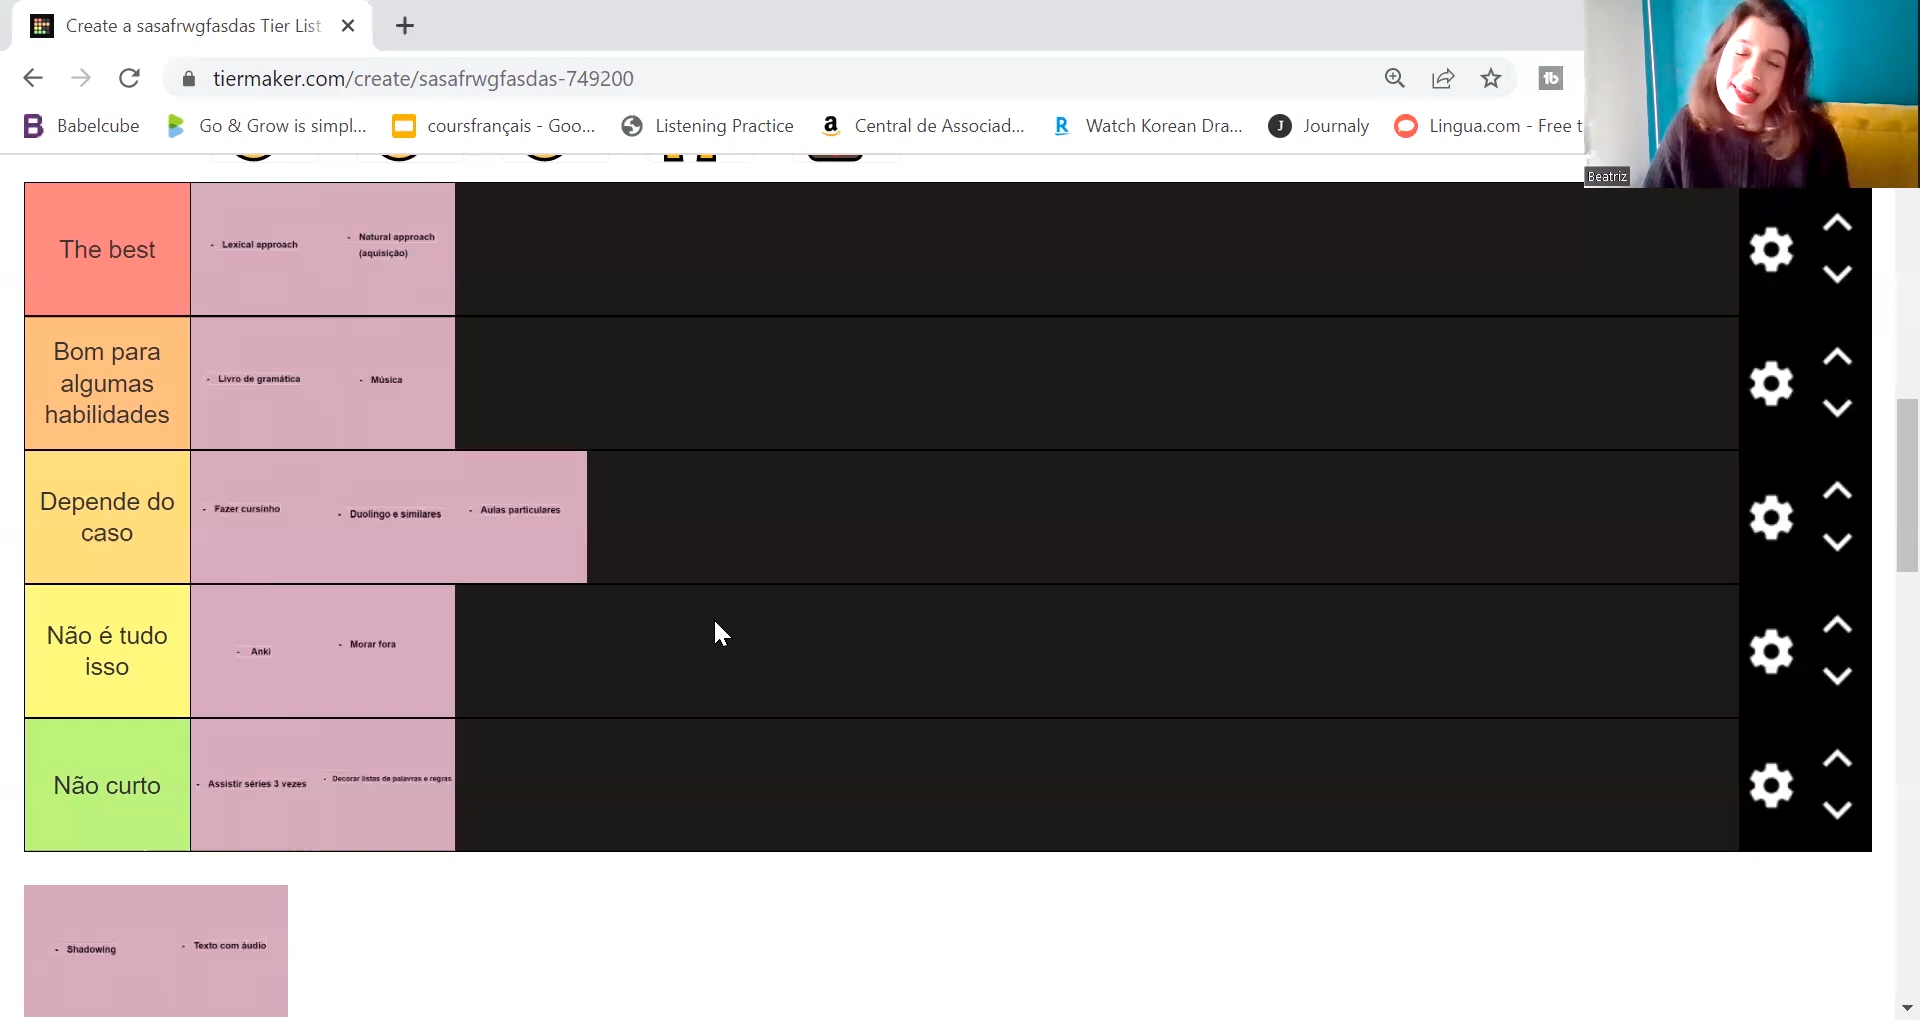 Create a sasafrwgfasdas Tier List
tiermaker.com/create/sasafrwgfasdas-749200
Babelcube
Go & Grow is simpl...
coursfrançais - Goo...
Listening Practice
Central de Associad...
Watch Korean Dra...
Journaly
Lingua.com - Free t
Beatriz
The best
- Lexical approach
- Natural approach
(aquisição)
Bom para
algumas
habilidades
- Livro de gramática
- Música
Depende do
caso
- Fazer cursinho
- Duolingo e similares
- Aulas particulares
Não é tudo
isso
- Anki
- Morar fora
Não curto
- Assistir séries 3 vezes
- Decorar listas de palavras e regras
- Shadowing
- Texto com áudio